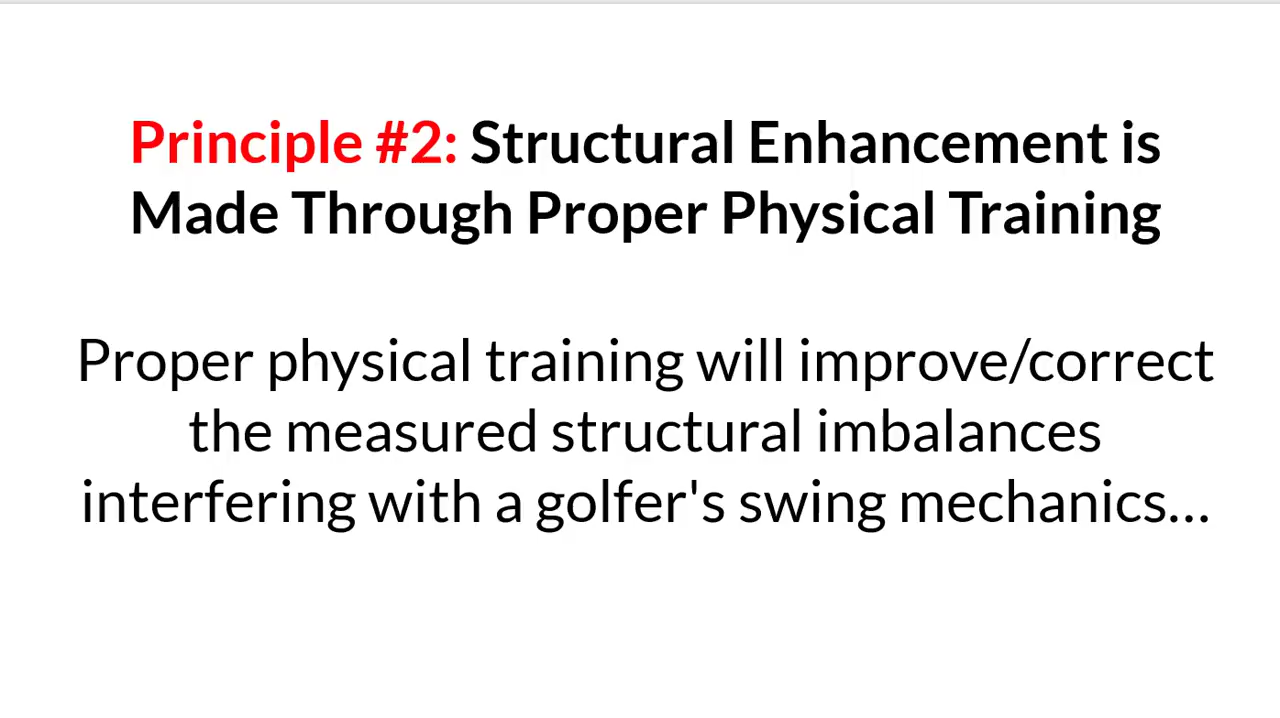 Principle #2: Structural Enhancement is
Made Through Proper Physical Training
Proper physical training will improve/correct
the measured structural imbalances
interfering with a golfer's swing mechanics...